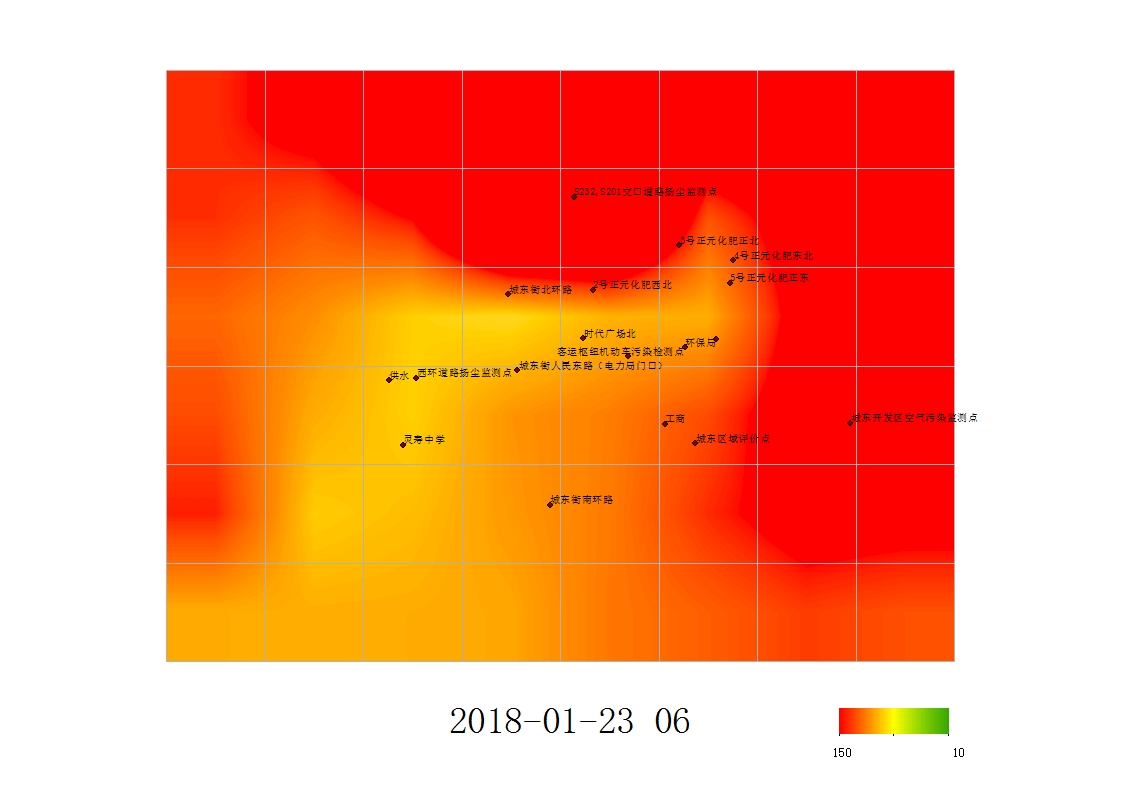 S232,S201交口道路扬尘监测点
3号正元化肥正北
4号正元化肥东北
5号正元化肥正东
2号正元化肥西北
城东街北环路
时代广场北
环保局
客运枢纽机动车污染检测点
城东街人民东路（电力局门口）
西环道路扬尘监测点
供水
工商
城东开发区空气污染监测点
城东区域评价点
灵寿中学
城东街南环路
2018-01-23 06
150
10